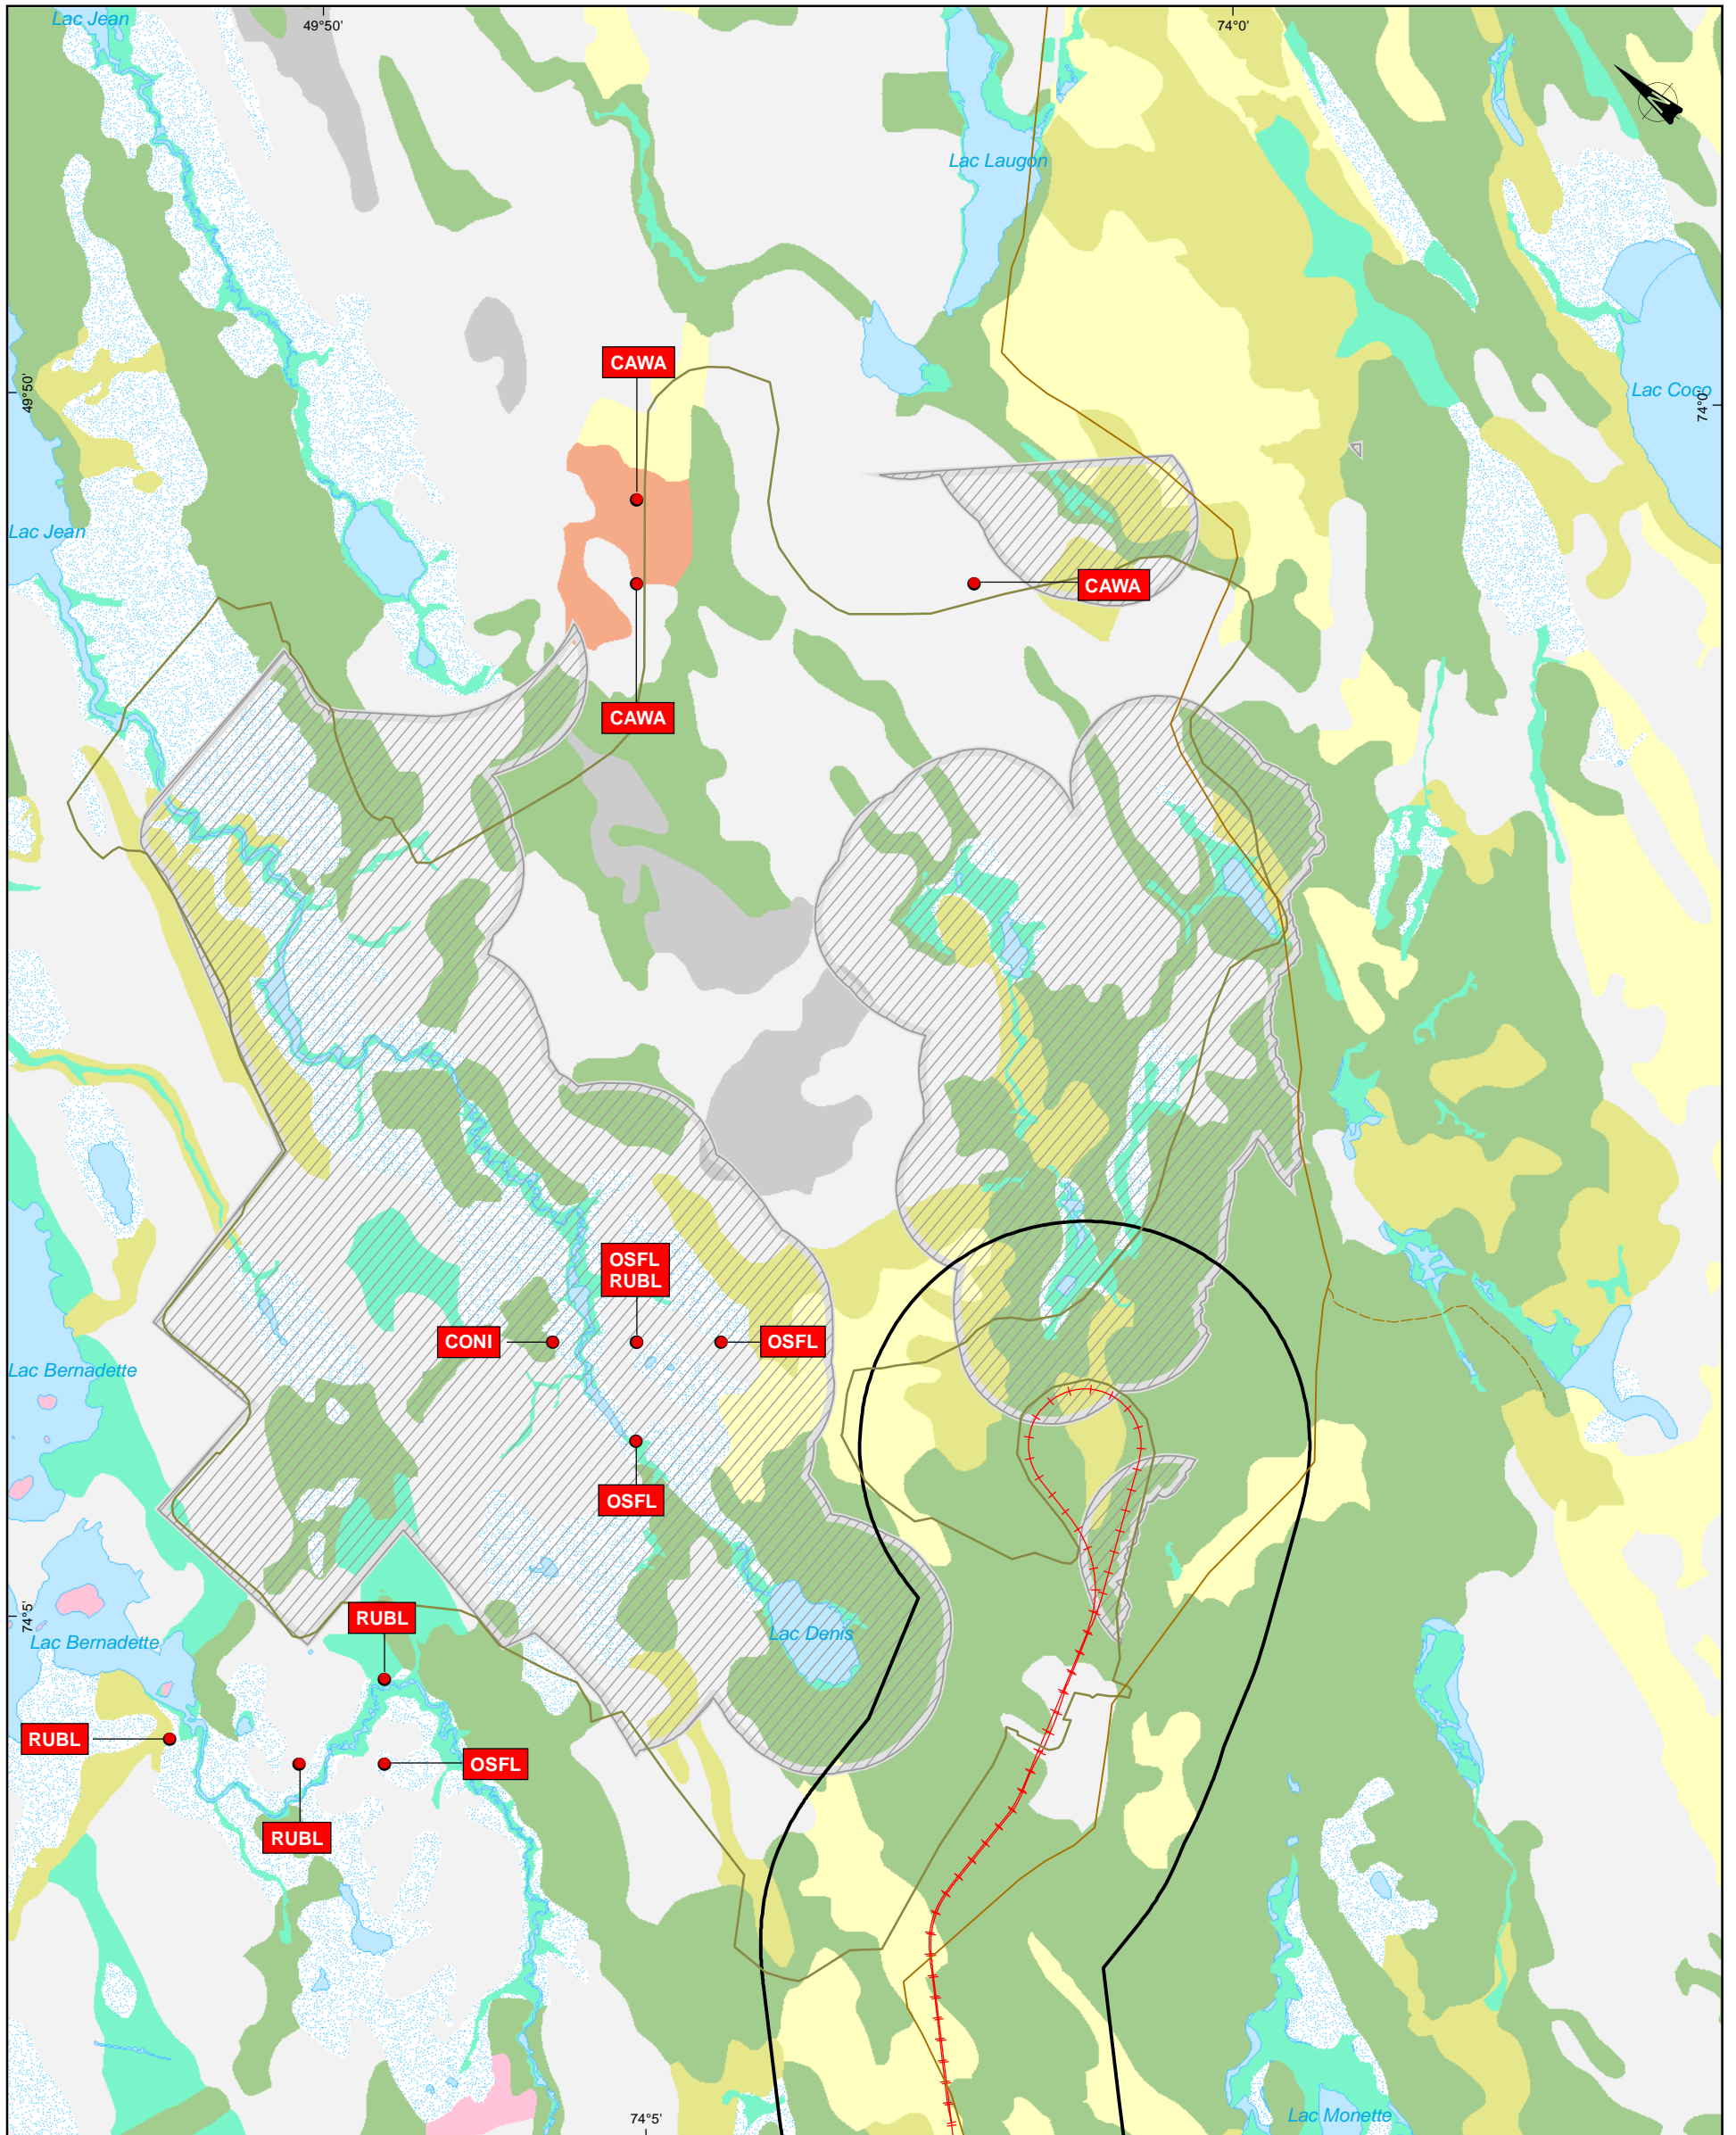 Lac Jean
49°50'
74°0'
N
Lac Laugon
CAWA
49°50'
Lac Coco
74°0'
Lac Jean
CAWA
CAWA
OSFL
RUBL
CONI
OSFL
Lac Bernadette
OSFL
74°5'
RUBL
Lac Denis
Lac Bernadette
RUBL
OSFL
RUBL
74°5'
Lac Monette